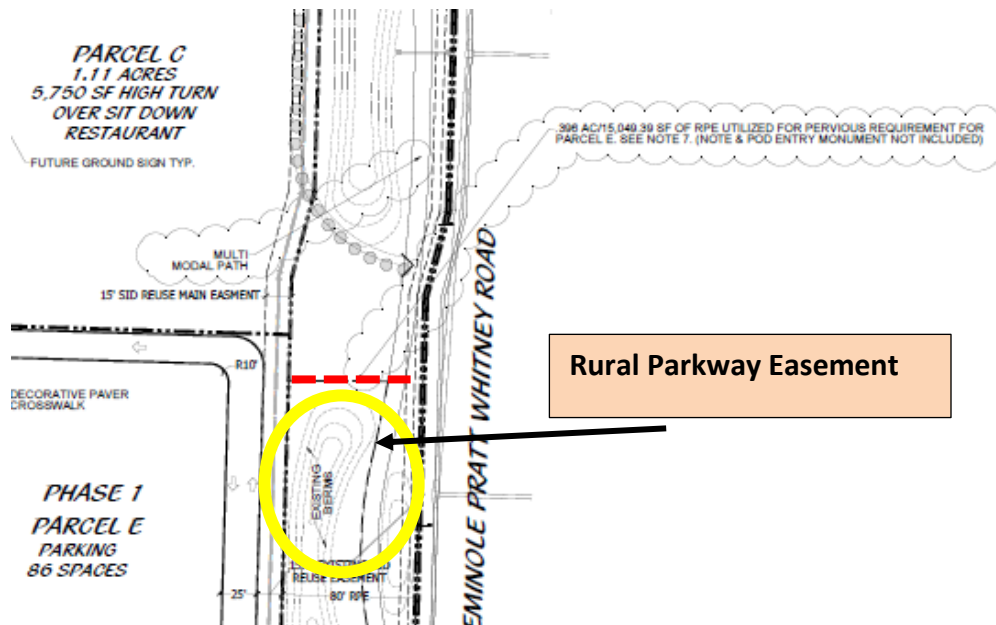 PARCEL C
1.11 ACRES
5,750 SF HIGH TURN
OVER SIT DOWN
RESTAURANT
FUTURE GROUND SIGN TYP.
.396 AC/15,049.39 SF OF RPE UTILIZED FOR PERVIOUS REQUIREMENT FOR
PARCEL E. SEE NOTE 7. (NOTE & POD ENTRY MONUMENT NOT INCLUDED)
MULTI
MODAL PATH
15' SID REUSE MAIN EASMENT
EMINOLE PRATT WHITNEY ROAD
R10'
Rural Parkway Easement
DECORATIVE PAVER
CROSSWALK
EXISTING
BERMS
PHASE 1
PARCEL E
PARKING
86 SPACES
REUSE EASEMENT
25'
80' RPE